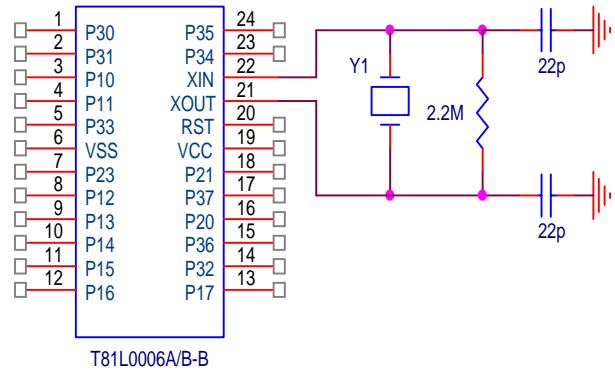 1 P30 P35 24
2 P31 P34 23
3 P10 XIN 22
4 P11 XOUT 21
5 P33 RST 20
6 VSS VCC 19
7 P23 P21 18
8 P12 P37 17
9 P13 P20 16
10 P14 P36 15
11 P15 P32 14
12 P16 P17 13
T81L0006A/B-B
22p
Y1
2.2M
22p